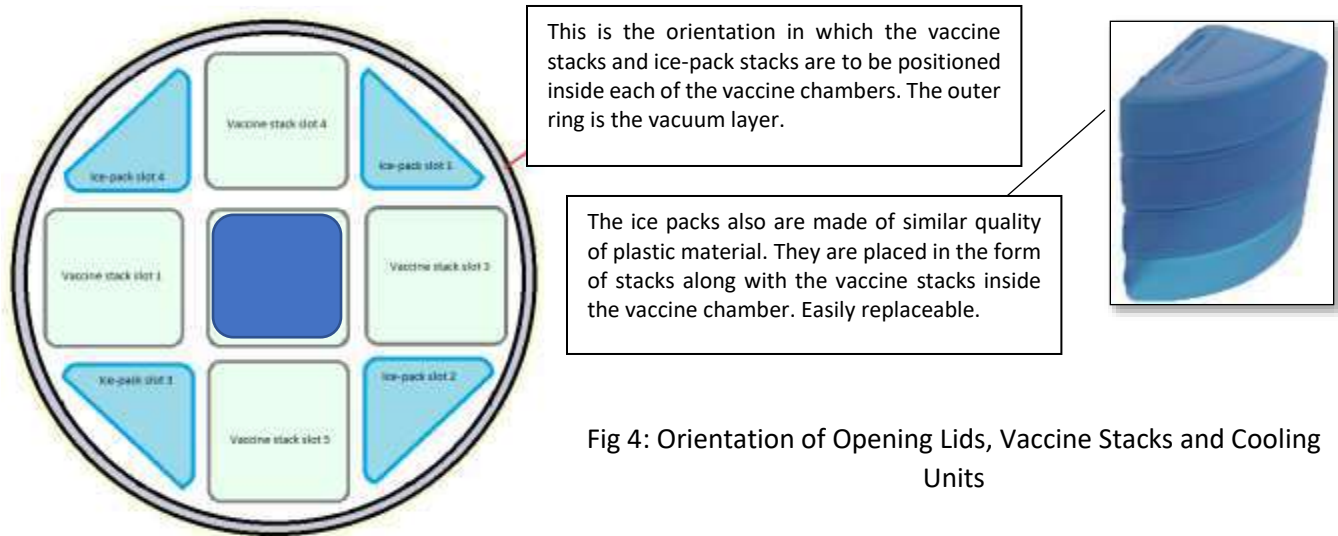 This is the orientation in which the vaccine
stacks and ice-pack stacks are to be positioned
inside each of the vaccine chambers. The outer
ring is the vacuum layer.
Vaccine stack slot 4
Ice-pack slot 4
Ice-pack slot 1
The ice packs also are made of similar quality
of plastic material. They are placed in the form
of stacks along with the vaccine stacks inside
the vaccine chamber. Easily replaceable.
Vaccine stack slot 1
Vaccine stack slot 3
Ice-pack slot 3
Ice-pack slot 2
Vaccine stack slot 5
Fig 4: Orientation of Opening Lids, Vaccine Stacks and Cooling
Units